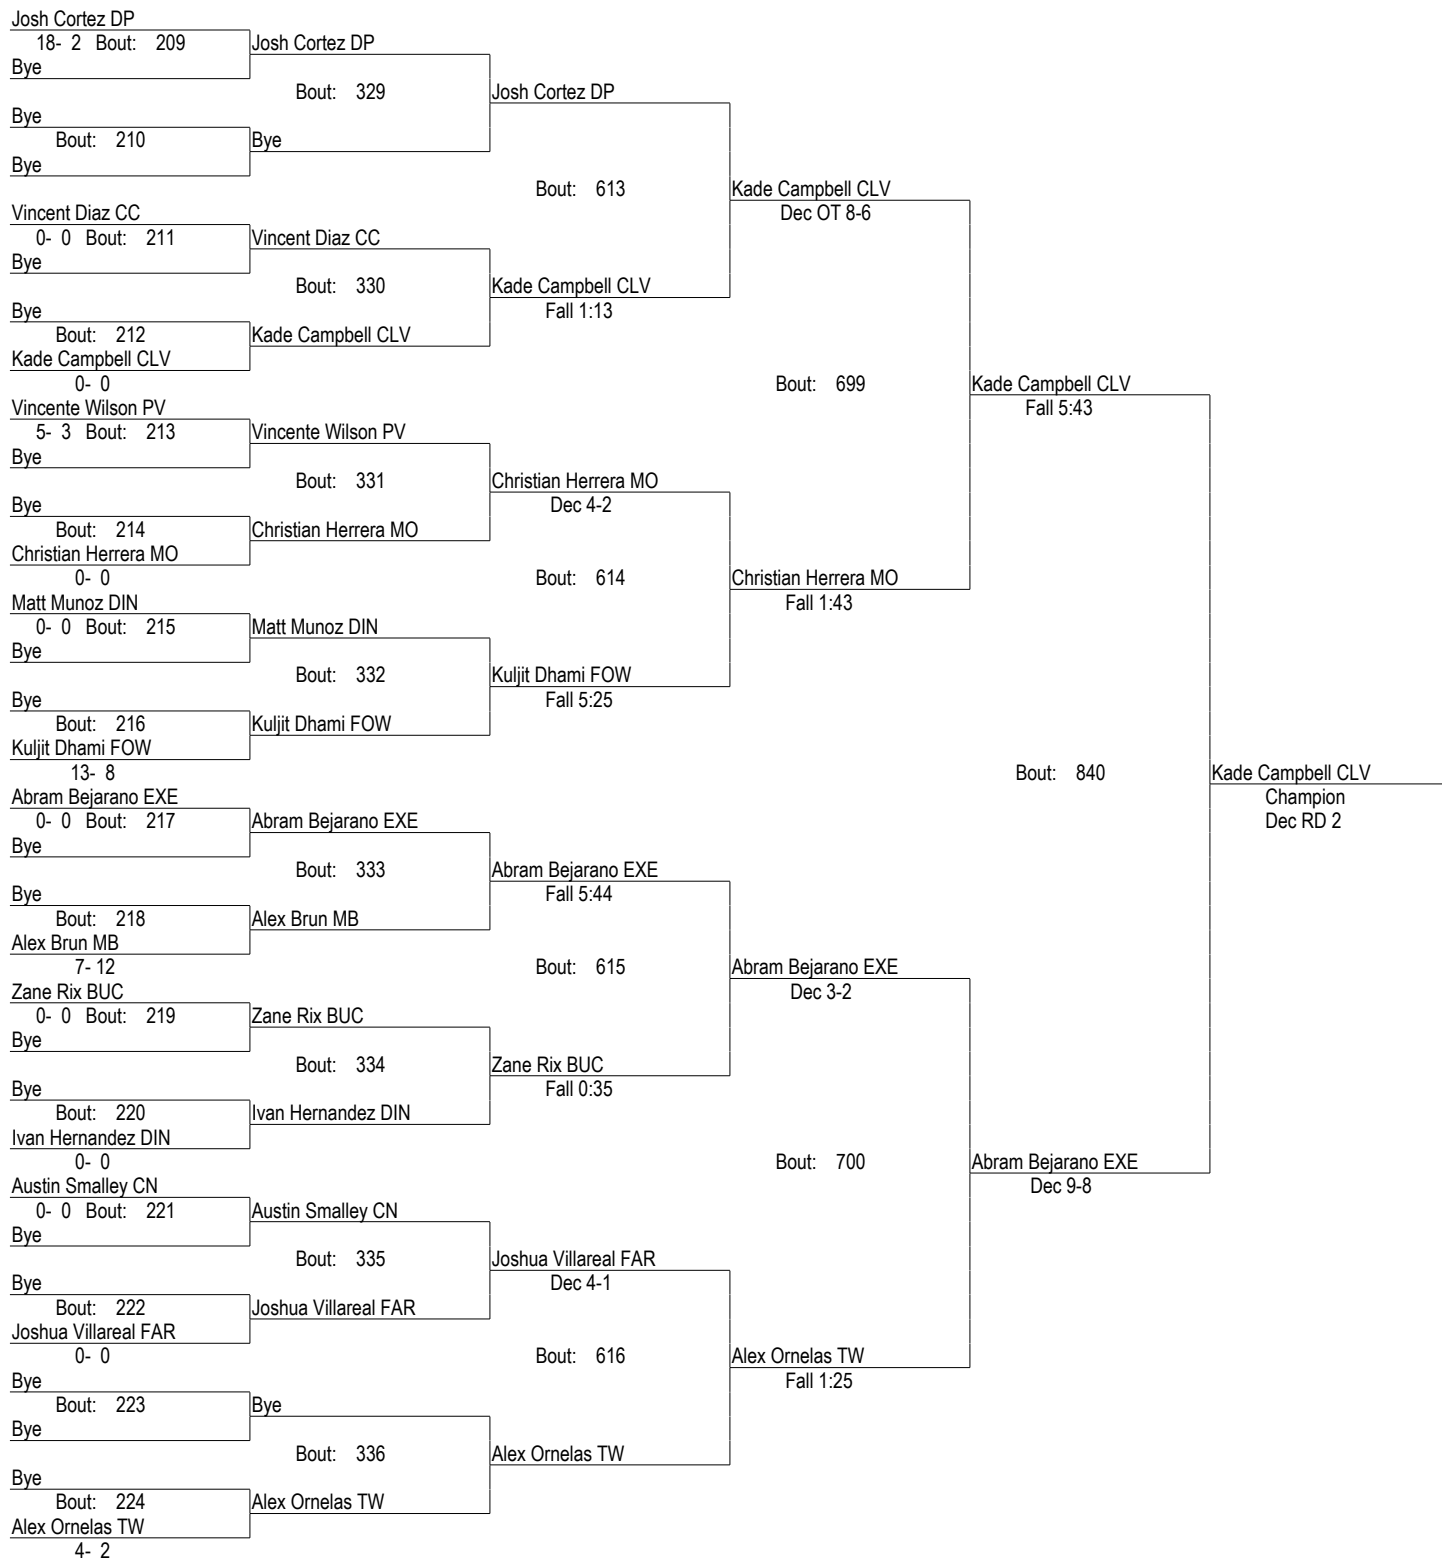 Josh Cortez DP
18- 2 Bout: 209 Josh Cortez DP
Bye
Bout: 329 Josh Cortez DP
Bye
Bout: 210 Bye
Bye
Bout: 613 Kade Campbell CLV
Vincent Diaz CC Dec OT 8-6
0- 0 Bout: 211 Vincent Diaz CC
Bye
Bout: 330 Kade Campbell CLV
Bye Fall 1:13
Bout: 212 Kade Campbell CLV
Kade Campbell CLV
0- 0 Bout: 699 Kade Campbell CLV
Vincente Wilson PV Fall 5:43
5- 3 Bout: 213 Vincente Wilson PV
Bye
Bout: 331 Christian Herrera MO
Bye Dec 4-2
Bout: 214 Christian Herrera MO
Christian Herrera MO
0- 0 Bout: 614 Christian Herrera MO
Matt Munoz DIN Fall 1:43
0- 0 Bout: 215 Matt Munoz DIN
Bye
Bout: 332 Kuljit Dhami FOW
Bye Fall 5:25
Bout: 216 Kuljit Dhami FOW
Kuljit Dhami FOW
13- 8 Bout: 840 Kade Campbell CLV
Abram Bejarano EXE Champion
0- 0 Bout: 217 Abram Bejarano EXE Dec RD 2
Bye
Bout: 333 Abram Bejarano EXE
Bye Fall 5:44
Bout: 218 Alex Brun MB
Alex Brun MB
7- 12 Bout: 615 Abram Bejarano EXE
Zane Rix BUC Dec 3-2
0- 0 Bout: 219 Zane Rix BUC
Bye
Bout: 334 Zane Rix BUC
Bye Fall 0:35
Bout: 220 Ivan Hernandez DIN
Ivan Hernandez DIN
0- 0 Bout: 700 Abram Bejarano EXE
Austin Smalley CN Dec 9-8
0- 0 Bout: 221 Austin Smalley CN
Bye
Bout: 335 Joshua Villareal FAR
Bye Dec 4-1
Bout: 222 Joshua Villareal FAR
Joshua Villareal FAR
0- 0 Bout: 616 Alex Ornelas TW
Bye Fall 1:25
Bout: 223 Bye
Bye
Bout: 336 Alex Ornelas TW
Bye
Bout: 224 Alex Ornelas TW
Alex Ornelas TW
4- 2